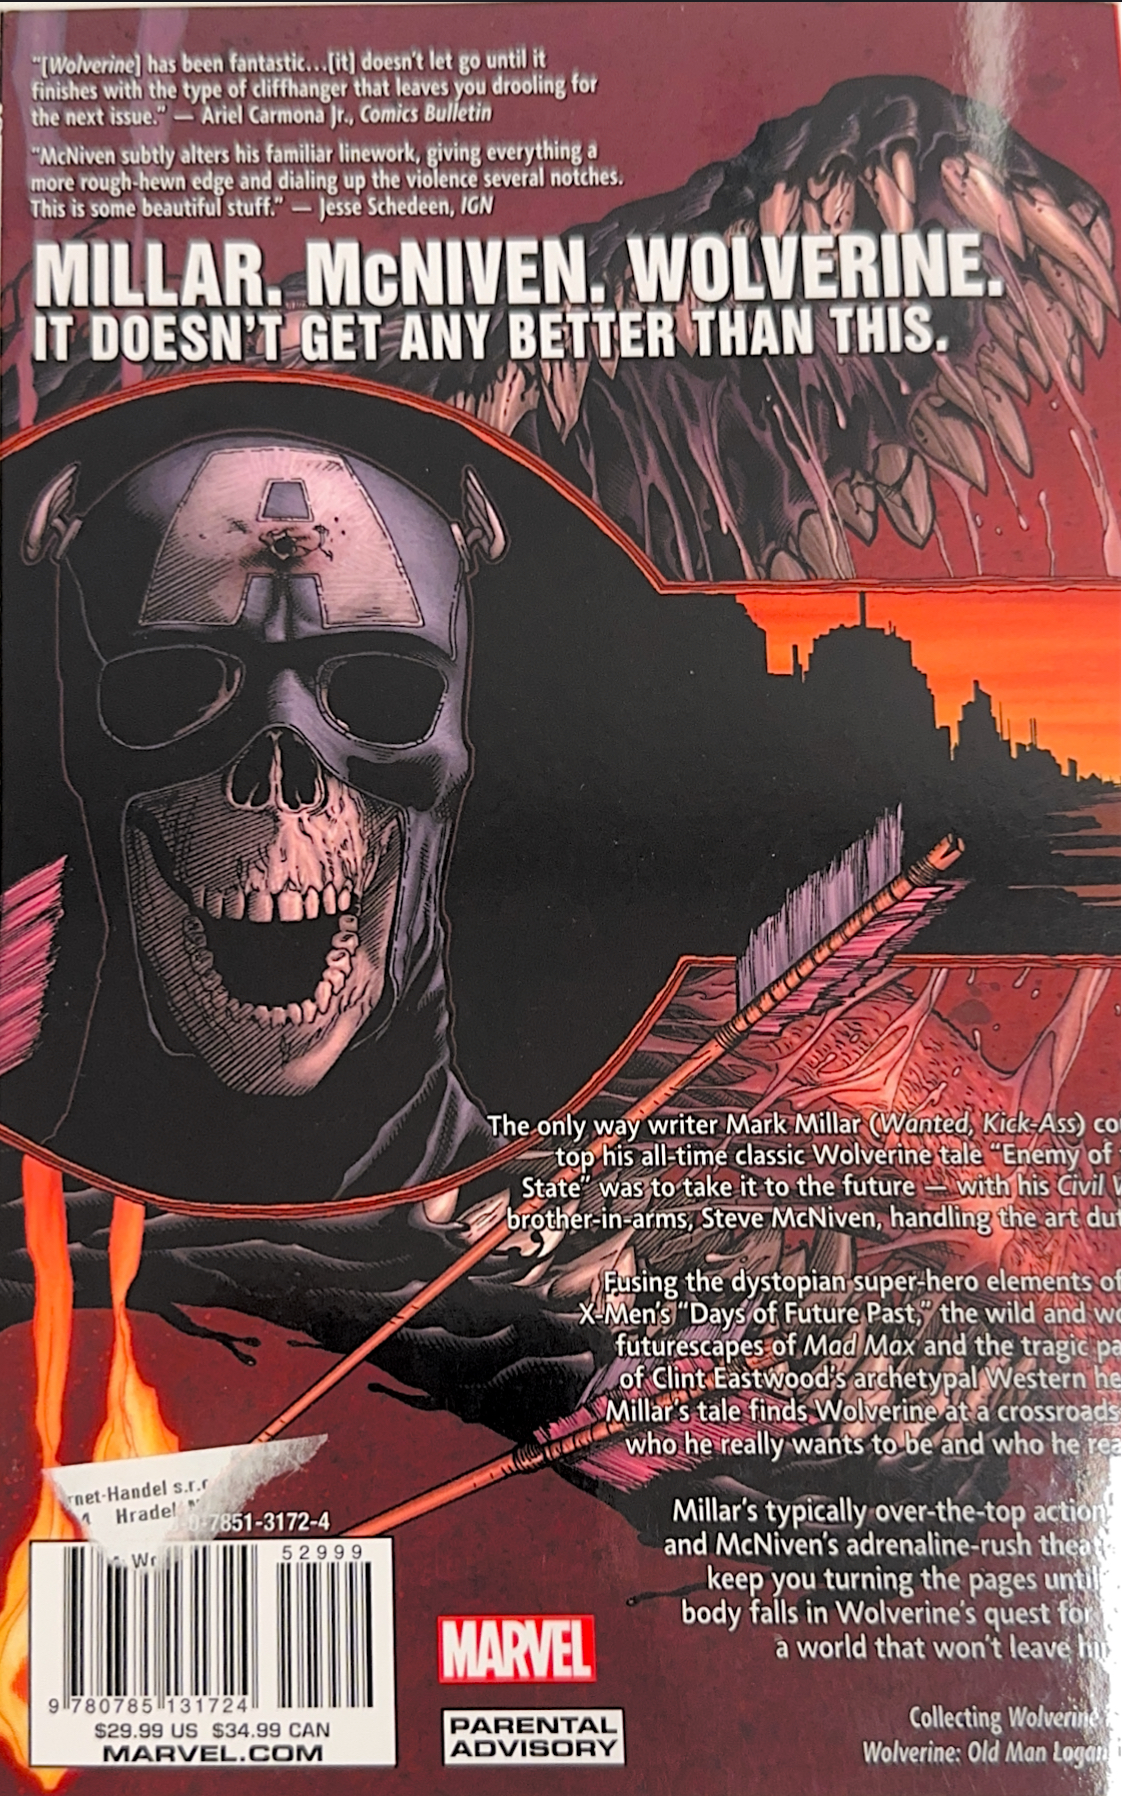 "[Wolverine] has been fantastic...[it] doesn't let go until it
finishes with the type of cliffhanger that leaves you drooling for
the next issue." — Ariel Carmona Jr., Comics Bulletin
"McNiven subtly alters his familiar linework, giving everything a
more rough-hewn edge and dialing up the violence several notches.
This is some beautiful stuff." — Jesse Schedeen, IGN
MILLAR. McNIVEN. WOLVERINE.
IT DOESN'T GET ANY BETTER THAN THIS.
A
The only way writer Mark Millar (Wanted, Kick-Ass)
top his all-time classic Wolverine tale "Enemy of
State" was to take it to the future — with his Civil
brother-in-arms, Steve McNiven, handling the art
Fusing the dystopian super-hero elements of
X-Men's "Days of Future Past," the wild and
futurescapes of Mad Max and the tragic
of Clint Eastwood's archetypal Western
Millar's tale finds Wolverine at a crossroads
who he really wants to be and who he
Millar's typically over-the-top action
and McNiven's adrenaline-rush
keep you turning the pages until
body falls in Wolverine's quest for
a world that won't leave
Collecting Wolverine
Wolverine: Old Man Logan
net-Handel s.r.
Hradel
-7851-3172-4
52999
9 780785 131724
$29.99 US $34.99 CAN
MARVEL.COM
MARVEL
PARENTAL
ADVISORY